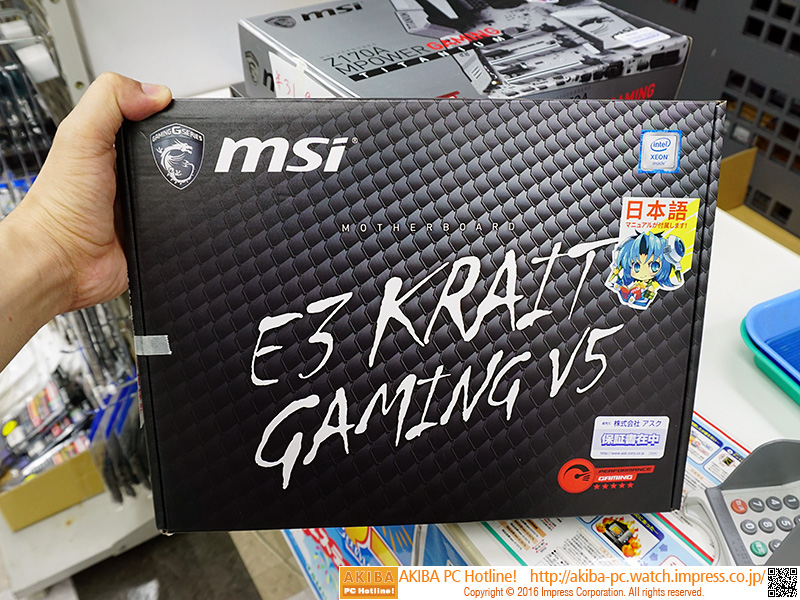 msi
Z170A
MPOWER GAMING
TITANIUM
GAMING
GAMING G SERIES
msi
intel
XEON
inside
MOTHERBOARD
日本語
マニュアルが付属します!
E3 KRAIT
GAMING V5
株式会社 アスク
保証書在中
PERFORMANCE
GAMING
AKIBA
PC Hotline!
AKIBA PC Hotline! http://akiba-pc.watch.impress.co.jp/
Copyright © 2016 Impress Corporation. All rights reserved.